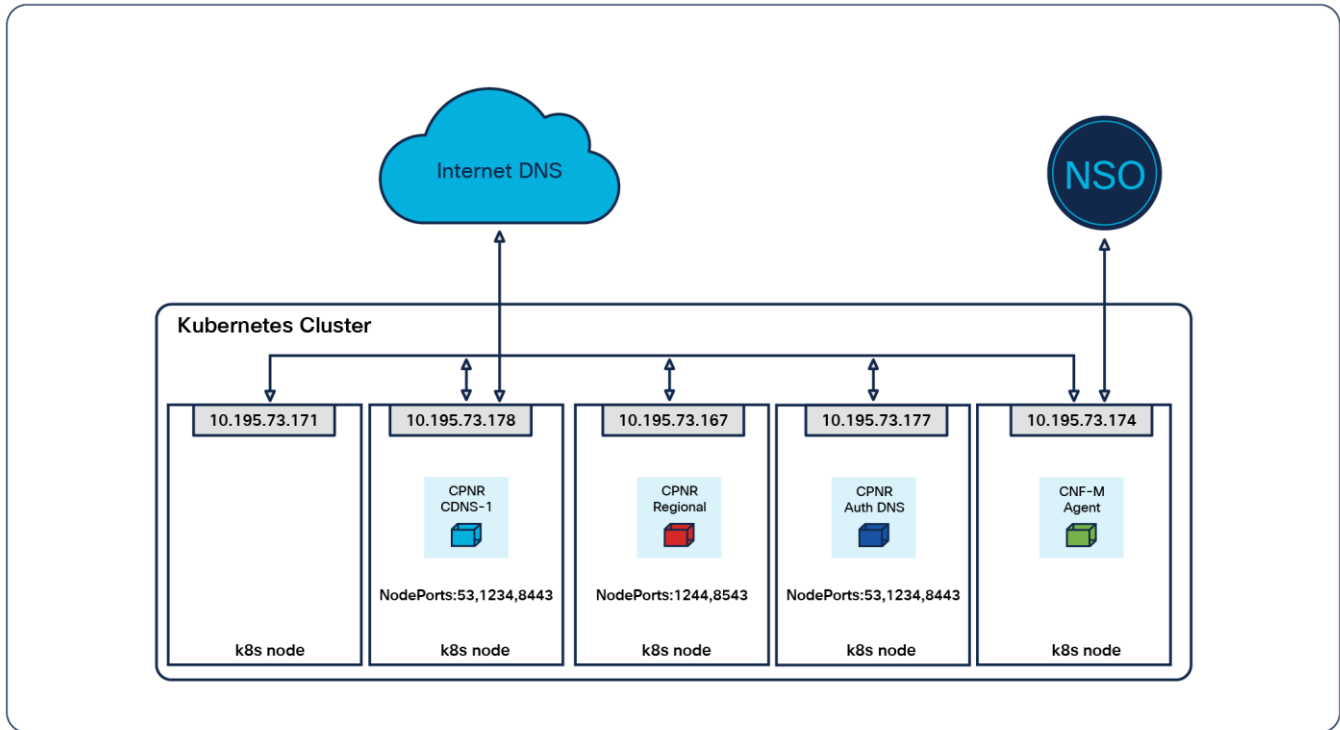 Internet DNS
NSO
Kubernetes Cluster
10.195.73.171
10.195.73.178
10.195.73.167
10.195.73.177
10.195.73.174
CPNR
CDNS-1
CPNR
Regional
CPNR
Auth DNS
CNF-M
Agent
NodePorts:53,1234,8443
NodePorts:1244,8543
NodePorts:53,1234,8443
k8s node
k8s node
k8s node
k8s node
k8s node